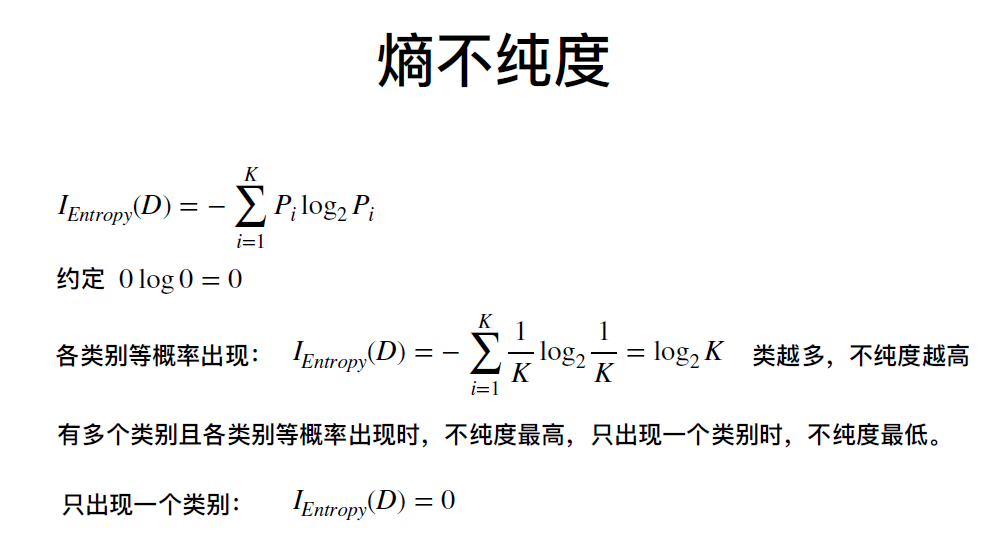 熵不纯度
I_{Entropy}(D) = -\sum_{i=1}^{K} P_i \log_2 P_i
约定 0 log 0 = 0
各类别等概率出现： I_{Entropy}(D) = -\sum_{i=1}^{K} \frac{1}{K} \log_2 \frac{1}{K} = \log_2 K 类越多，不纯度越高
有多个类别且各类别等概率出现时，不纯度最高，只出现一个类别时，不纯度最低。
只出现一个类别： I_{Entropy}(D) = 0